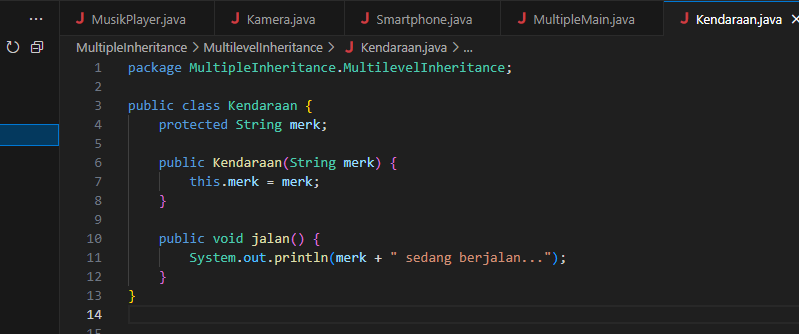 MusikPlayer.java
Kamera.java
Smartphone.java
MultipleMain.java
Kendaraan.java
MultipleInheritance > MultilevelInheritance > Kendaraan.java > ...
1 package MultipleInheritance.MultilevelInheritance;
2
3 public class Kendaraan {
4 protected String merk;
5
6 public Kendaraan(String merk) {
7 this.merk = merk;
8 }
9
10 public void jalan() {
11 System.out.println(merk + " sedang berjalan...");
12 }
13 }
14